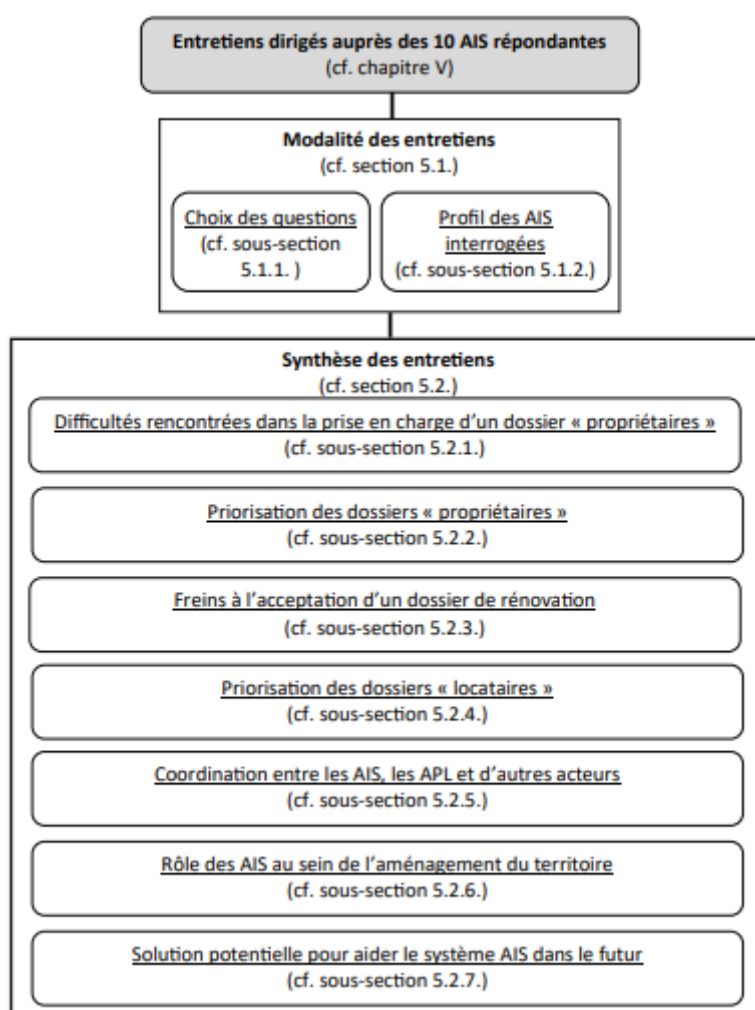 Entretiens dirigés auprès des 10 AIS répondantes
(cf. chapitre V)
Modalité des entretiens
(cf. section 5.1.)
Choix des questions
(cf. sous-section
5.1.1. )
Profil des AIS
interrogées
(cf. sous-section 5.1.2.)
Synthèse des entretiens
(cf. section 5.2.)
Difficultés rencontrées dans la prise en charge d’un dossier « propriétaires »
(cf. sous-section 5.2.1.)
Priorisation des dossiers « propriétaires »
(cf. sous-section 5.2.2.)
Freins à l’acceptation d’un dossier de rénovation
(cf. sous-section 5.2.3.)
Priorisation des dossiers « locataires »
(cf. sous-section 5.2.4.)
Coordination entre les AIS, les APL et d’autres acteurs
(cf. sous-section 5.2.5.)
Rôle des AIS au sein de l’aménagement du territoire
(cf. sous-section 5.2.6.)
Solution potentielle pour aider le système AIS dans le futur
(cf. sous-section 5.2.7.)